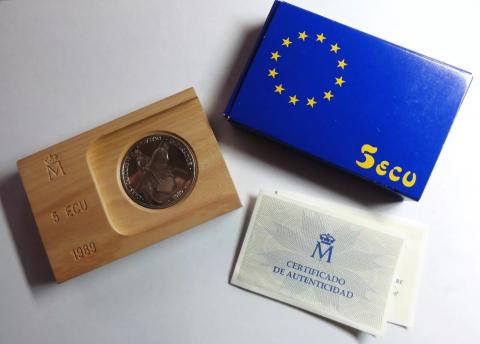 M
5 ECU
1989
5 ECU
M
CERTIFICADO
DE AUTENTICIDAD